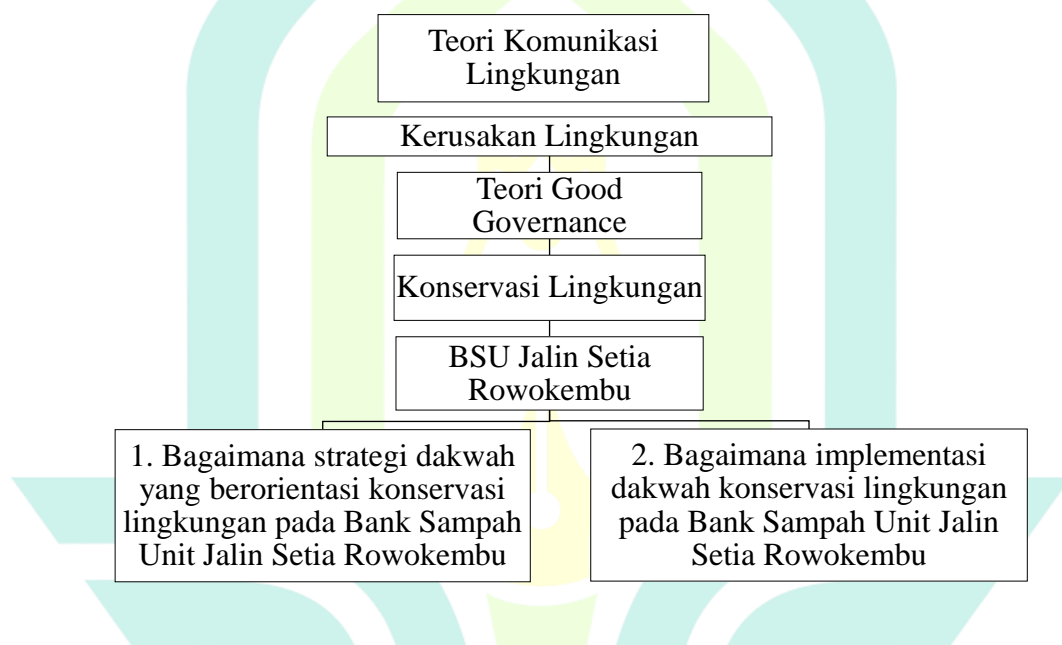 Teori Komunikasi
Lingkungan
Kerusakan Lingkungan
Teori Good
Governance
Konservasi Lingkungan
BSU Jalin Setia
Rowokembu
1. Bagaimana strategi dakwah
yang berorientasi konservasi
lingkungan pada Bank Sampah
Unit Jalin Setia Rowokembu
2. Bagaimana implementasi
dakwah konservasi lingkungan
pada Bank Sampah Unit Jalin
Setia Rowokembu